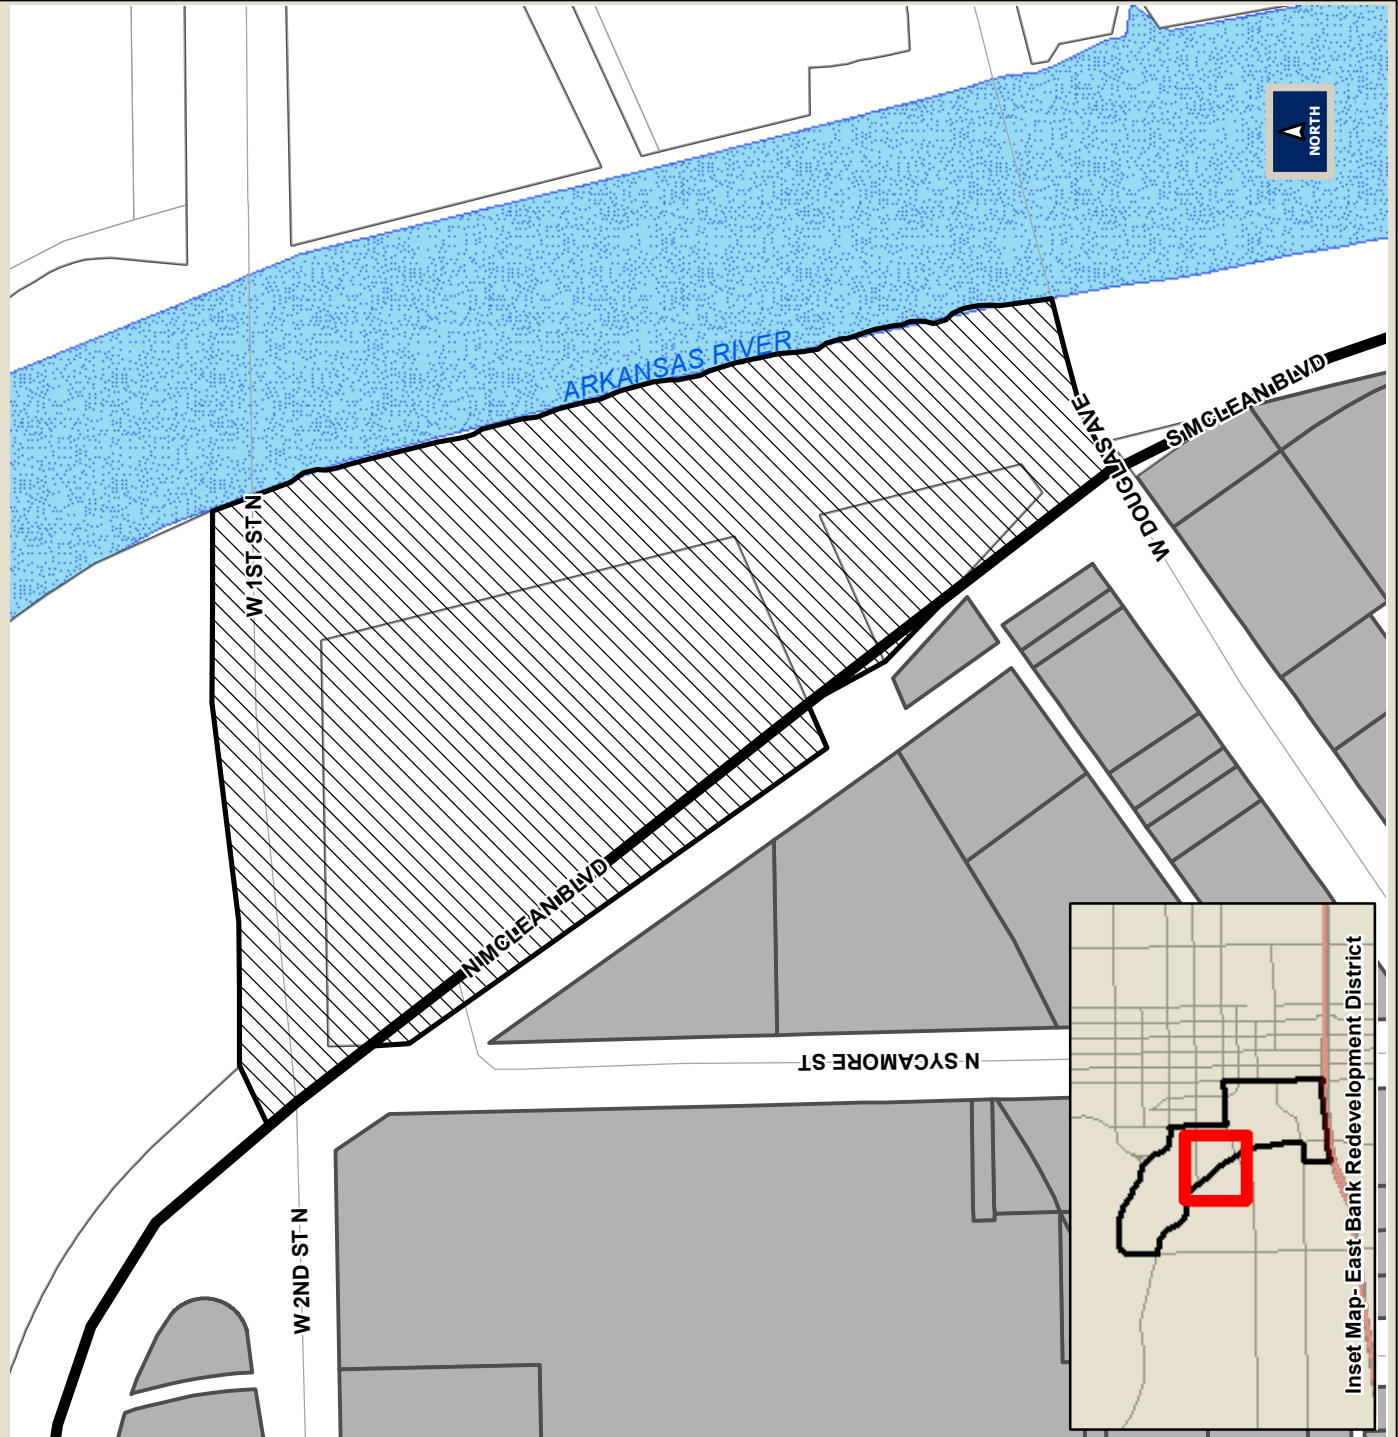 NORTH
ARKANSAS RIVER
S MCLEAN BLVD
W DOUGLAS AVE
W 1ST ST N
N MCLEAN BLVD
N SYCAMORE ST
W 2ND ST N
Inset Map- East Bank Redevelopment District